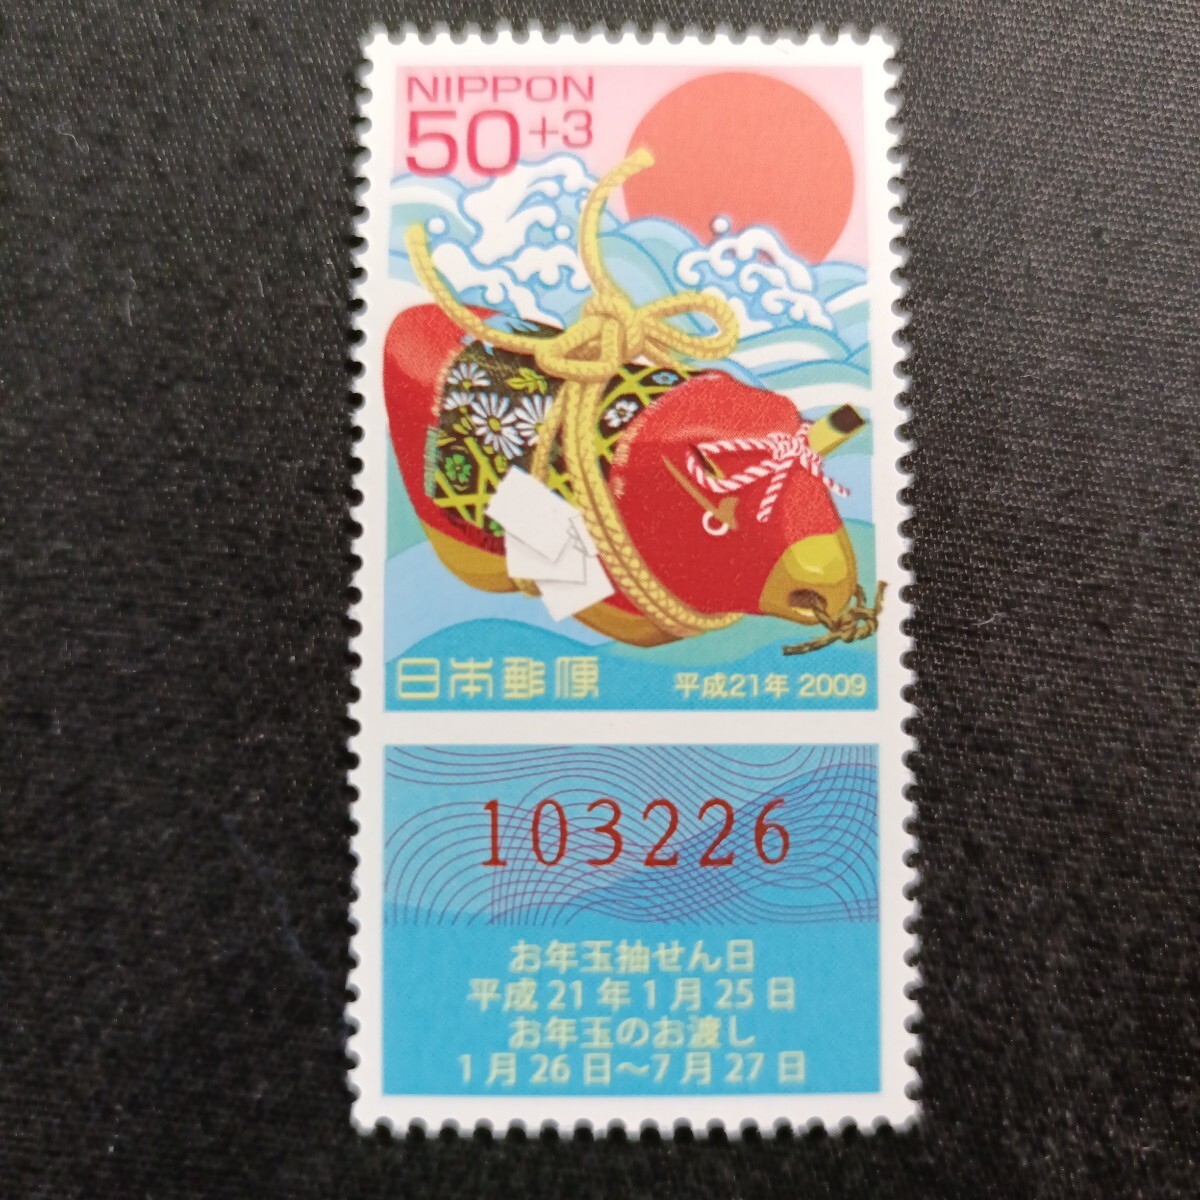 NIPPON
50+3
日本郵便
平成21年 2009
103226
お年玉抽せん日
平成21年1月25日
お年玉のお渡し
1月26日～7月27日